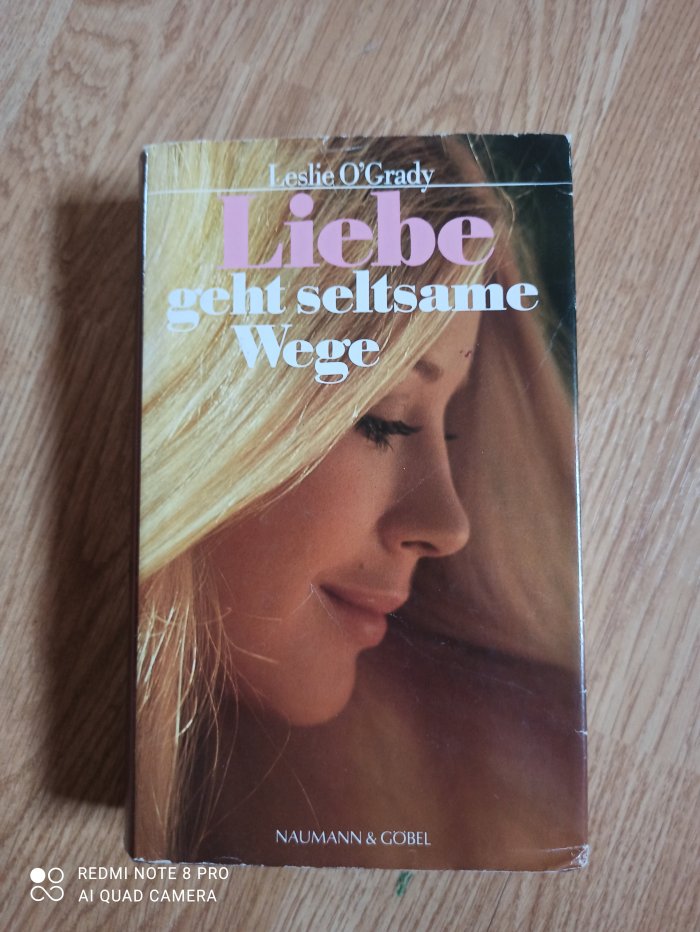 Leslie O'Grady
Liebe
geht seltsame
Wege
NAUMANN & GÖBEL
REDMI NOTE 8 PRO
AI QUAD CAMERA